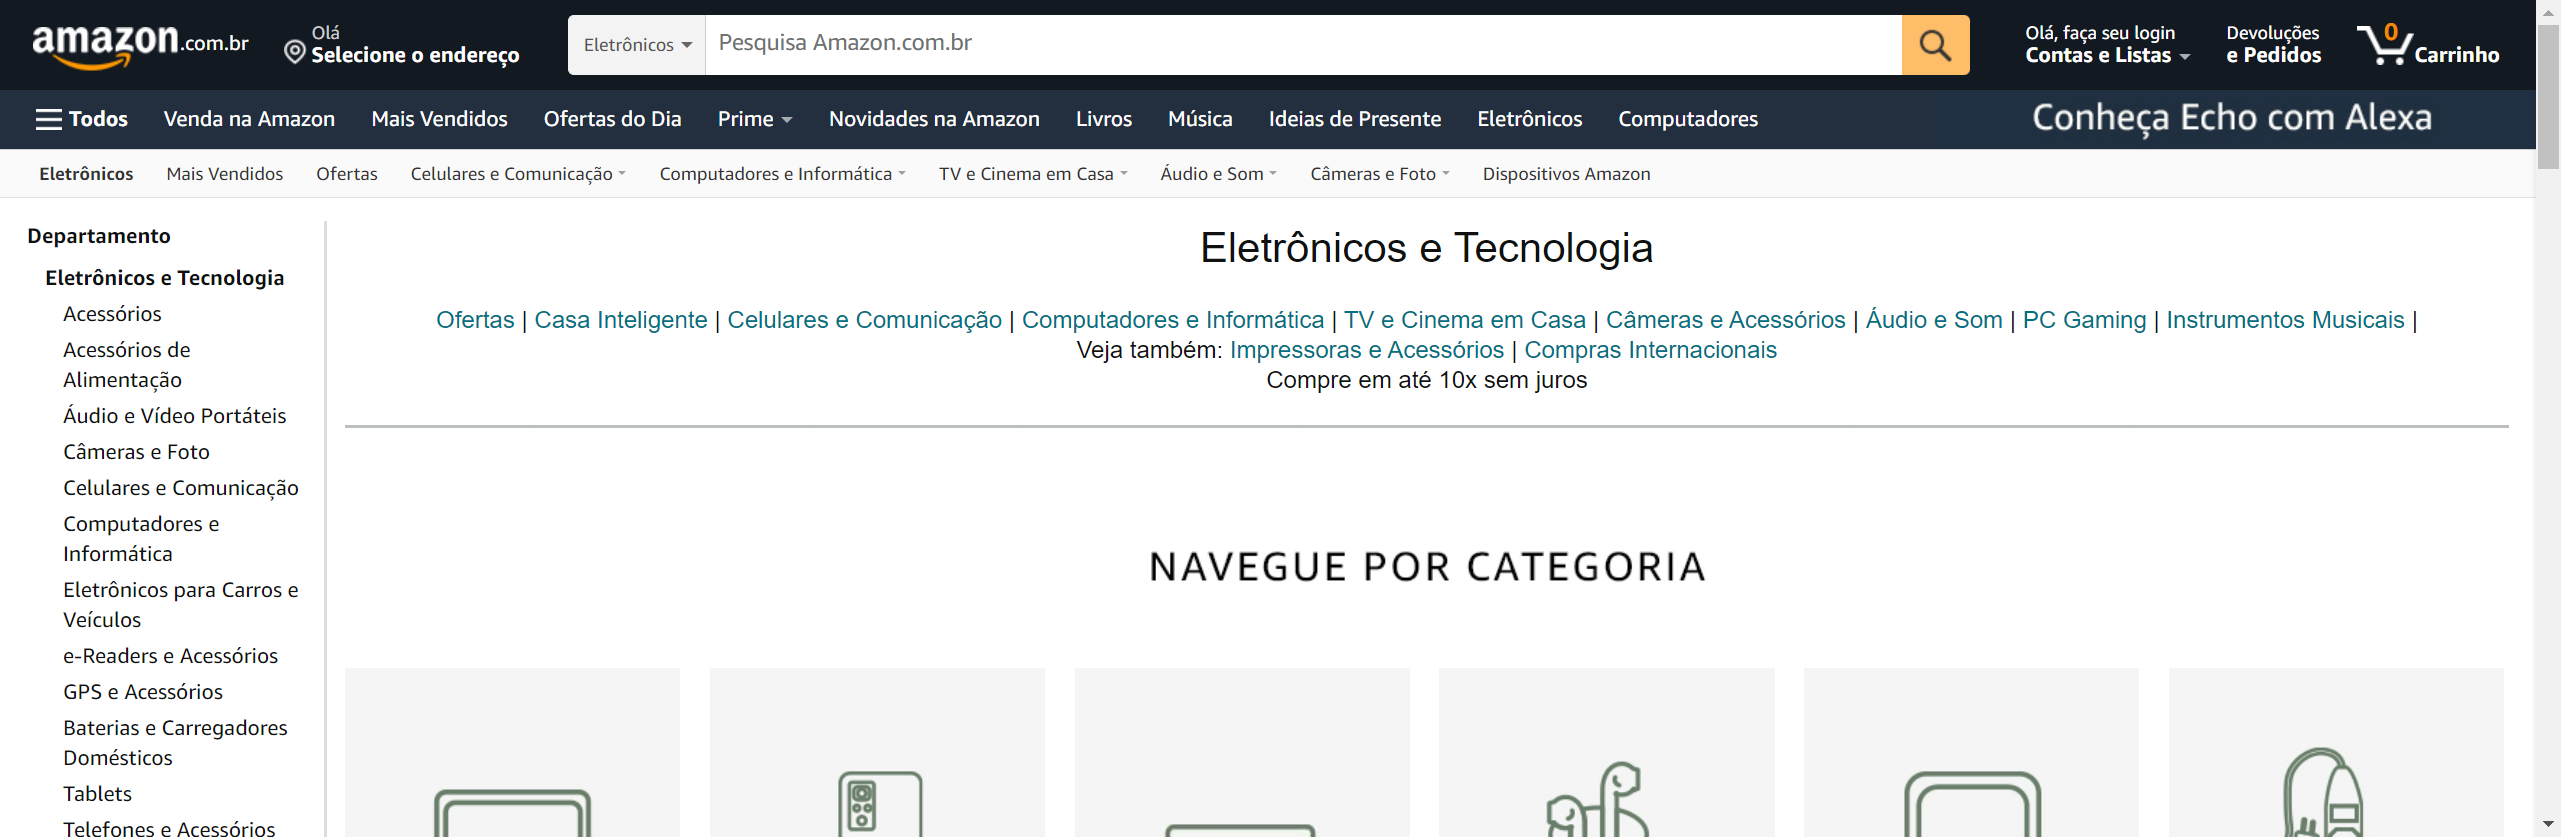 amazon.com.br
Olá
Selecione o endereço
Eletrônicos
Pesquisa Amazon.com.br
Olá, faça seu login
Contas e Listas
Devoluções
e Pedidos
0
Carrinho
Todos
Venda na Amazon
Mais Vendidos
Ofertas do Dia
Prime
Novidades na Amazon
Livros
Música
Ideias de Presente
Eletrônicos
Computadores
Conheça Echo com Alexa
Eletrônicos
Mais Vendidos
Ofertas
Celulares e Comunicação
Computadores e Informática
TV e Cinema em Casa
Áudio e Som
Câmeras e Foto
Dispositivos Amazon
Departamento
Eletrônicos e Tecnologia
Acessórios
Acessórios de
Alimentação
Áudio e Vídeo Portáteis
Câmeras e Foto
Celulares e Comunicação
Computadores e
Informática
Eletrônicos para Carros e
Veículos
e-Readers e Acessórios
GPS e Acessórios
Baterias e Carregadores
Domésticos
Tablets
Telefones e Acessórios
Eletrônicos e Tecnologia
Ofertas | Casa Inteligente | Celulares e Comunicação | Computadores e Informática | TV e Cinema em Casa | Câmeras e Acessórios | Áudio e Som | PC Gaming | Instrumentos Musicais |
Veja também: Impressoras e Acessórios | Compras Internacionais
Compre em até 10x sem juros
NAVEGUE POR CATEGORIA